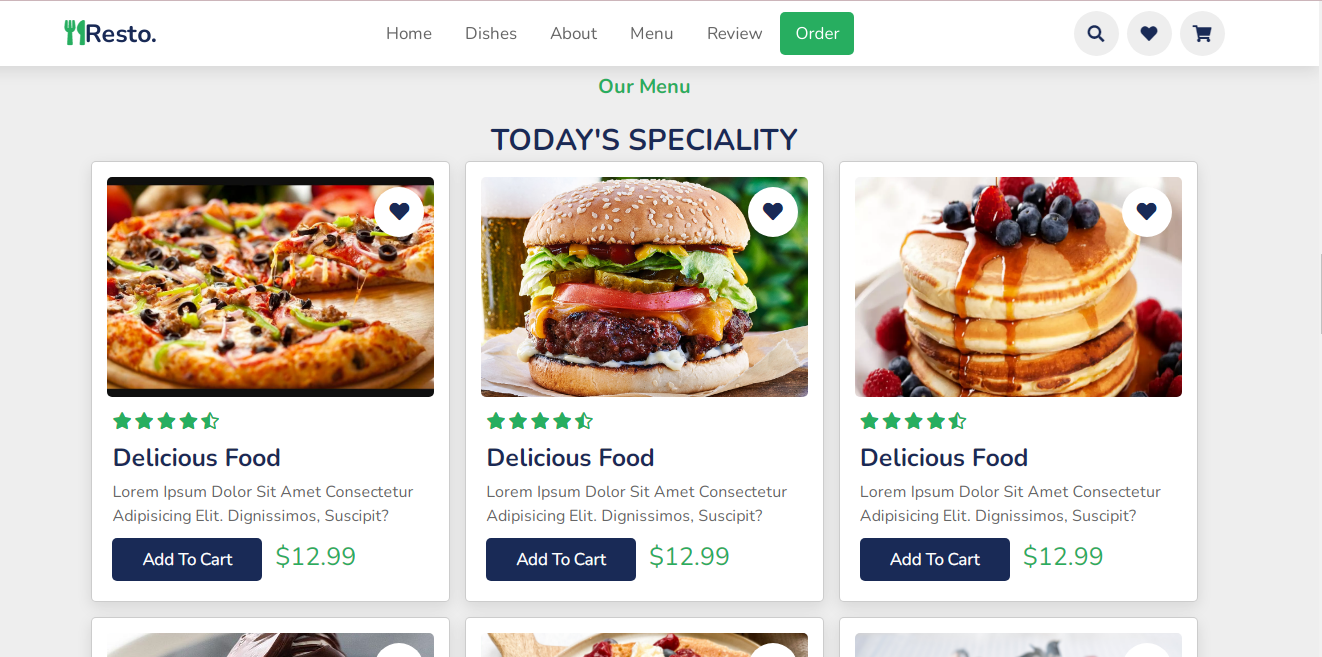 Resto.
Home Dishes About Menu Review Order
Our Menu
TODAY'S SPECIALITY
Delicious Food
Lorem Ipsum Dolor Sit Amet Consectetur
Adipisicing Elit. Dignissimos, Suscipit?
Add To Cart $12.99
Delicious Food
Lorem Ipsum Dolor Sit Amet Consectetur
Adipisicing Elit. Dignissimos, Suscipit?
Add To Cart $12.99
Delicious Food
Lorem Ipsum Dolor Sit Amet Consectetur
Adipisicing Elit. Dignissimos, Suscipit?
Add To Cart $12.99